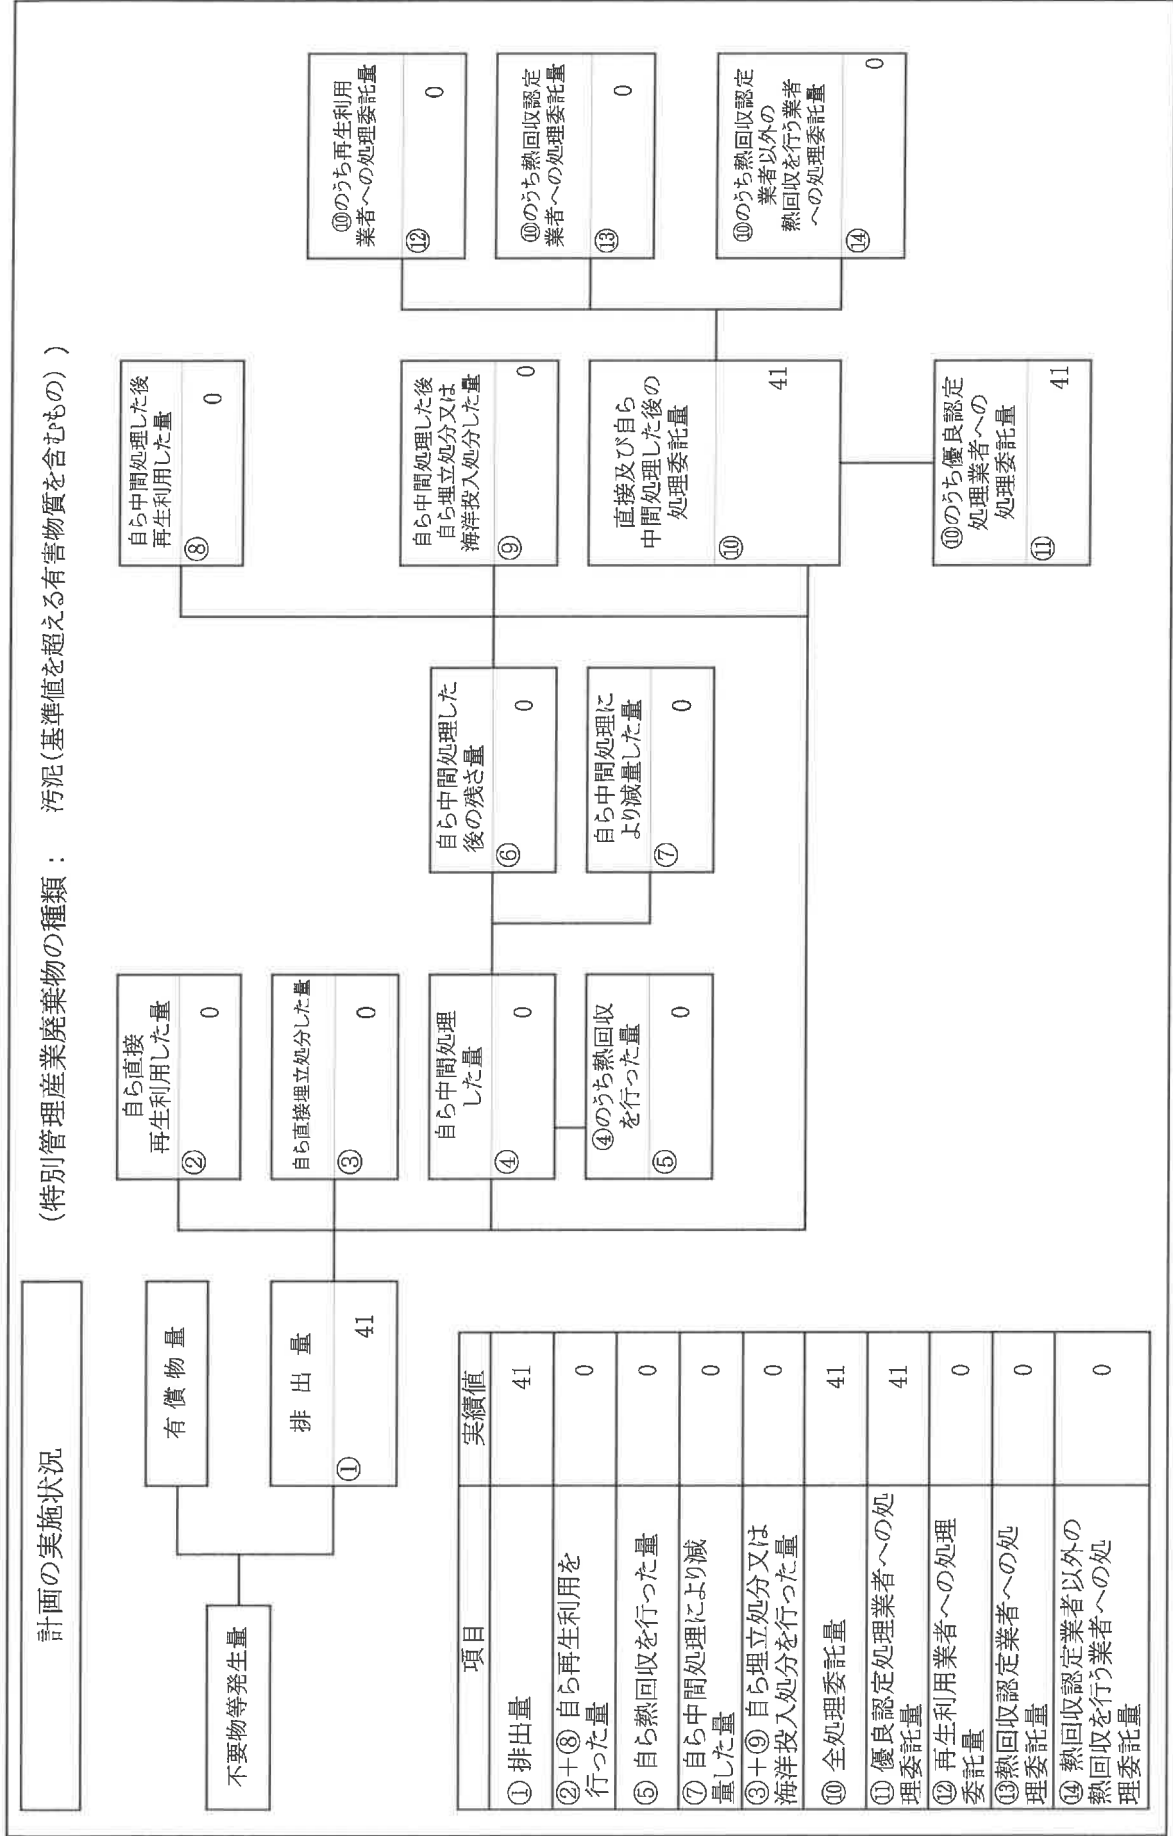 計画の実施状況
(特別管理産業廃棄物の種類 : 汚泥(基準値を超える有害物質を含むもの) )
不要物等発生量
有 償 物 量
排 出 量
① 41
自ら直接
再生利用した量
② 0
自ら直接埋立処分した量
③ 0
自ら中間処理
した量
④ 0
④のうち熱回収
を行った量
⑤ 0
自ら中間処理した
後の残さ量
⑥ 0
自ら中間処理に
より減量した量
⑦ 0
自ら中間処理した後
再生利用した量
⑧ 0
自ら中間処理した後
自ら埋立処分又は
海洋投入処分した量
⑨ 0
直接及び自ら
中間処理した後の
処理委託量
⑩ 41
⑩のうち優良認定
処理業者への
処理委託量
⑪ 41
⑩のうち再生利用
業者への処理委託量
⑫ 0
⑩のうち熱回収認定
業者への処理委託量
⑬ 0
⑩のうち熱回収認定
業者以外の
熱回収を行う業者
への処理委託量
⑭ 0
項目 実績値
① 排出量 41
②+⑧ 自ら再生利用を
行った量 0
⑤ 自ら熱回収を行った量 0
⑦ 自ら中間処理により減
量した量 0
③+⑨ 自ら埋立処分又は
海洋投入処分を行った量 0
⑩ 全処理委託量 41
⑪ 優良認定処理業者への処
理委託量 41
⑫ 再生利用業者への処理
委託量 0
⑬熱回収認定業者への処
理委託量 0
⑭ 熱回収認定業者以外の
熱回収を行う業者への処
理委託量 0